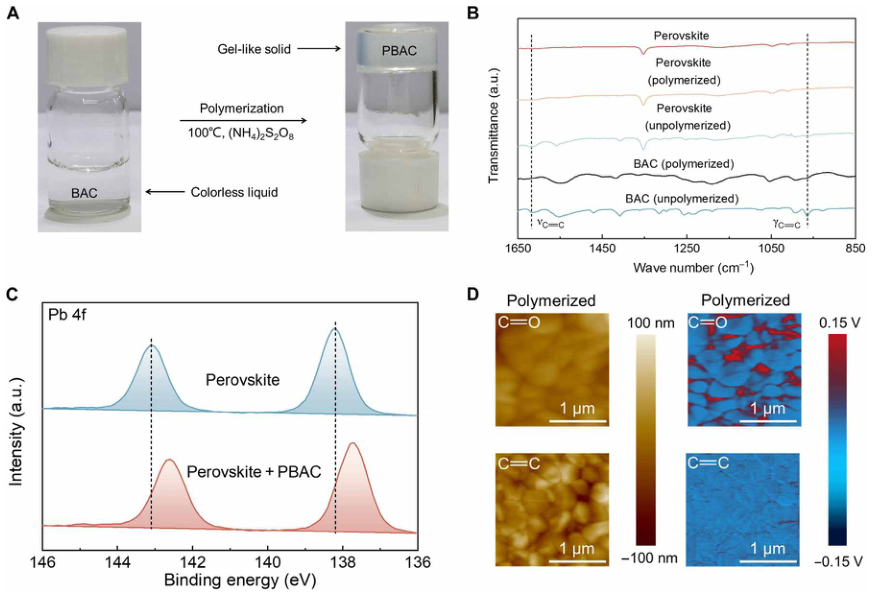 A
Gel-like solid
PBAC
Polymerization
100℃, (NH₄)₂S₂O₈
BAC
Colorless liquid
B
Transmittance (a.u.)
Perovskite
Perovskite
(polymerized)
Perovskite
(unpolymerized)
BAC (polymerized)
BAC (unpolymerized)
νC=C
γC=C
1650 1450 1250 1050 850
Wave number (cm⁻¹)
C
Pb 4f
Intensity (a.u.)
Perovskite
Perovskite + PBAC
146 144 142 140 138 136
Binding energy (eV)
D
Polymerized
C=O
1 μm
C=C
1 μm
100 nm
−100 nm
Polymerized
C=O
1 μm
C=C
1 μm
0.15 V
−0.15 V